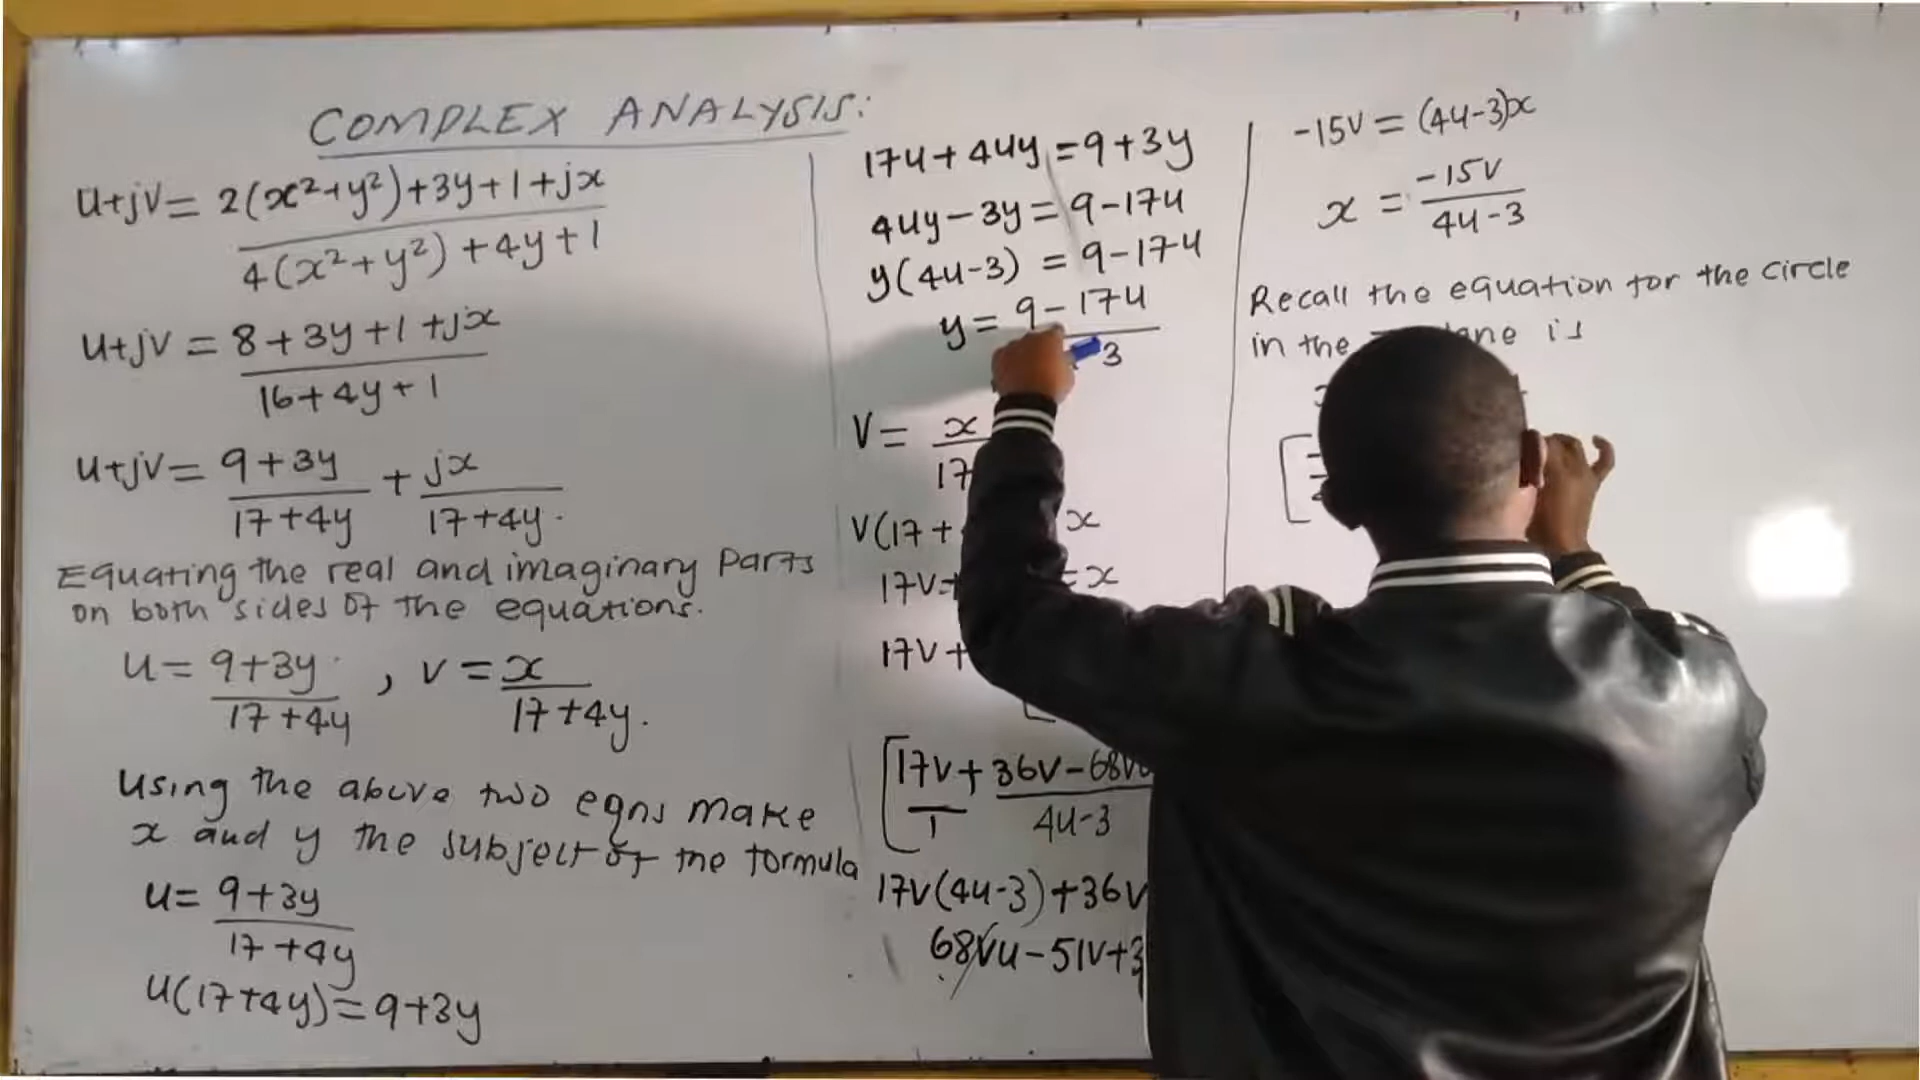 COMPLEX ANALYSIS:
u+jv = 2(x²+y²)+3y+1+jx
4(x²+y²)+4y+1
u+jv = 8+3y+1+jx
16+4y+1
u+jv = 9+3y + jx
17+4y 17+4y.
Equating the real and imaginary parts
on both sides of the equations.
u = 9+3y , v = x
17+4y 17+4y.
Using the above two eqns make
x and y the subject of the formula
u = 9+3y
17+4y
u(17+4y) = 9+3y
17u+4uy = 9+3y
4uy-3y = 9-17u
y(4u-3) = 9-17u
y = 9-17u
3
v = x
17
v(17+ x
17v+ = x
17v+
[17v + 36v-68v
1 4u-3
17v(4u-3)+36v
68vu-51v+3
-15v = (4u-3)x
x = -15v
4u-3
Recall the equation for the circle
in the is